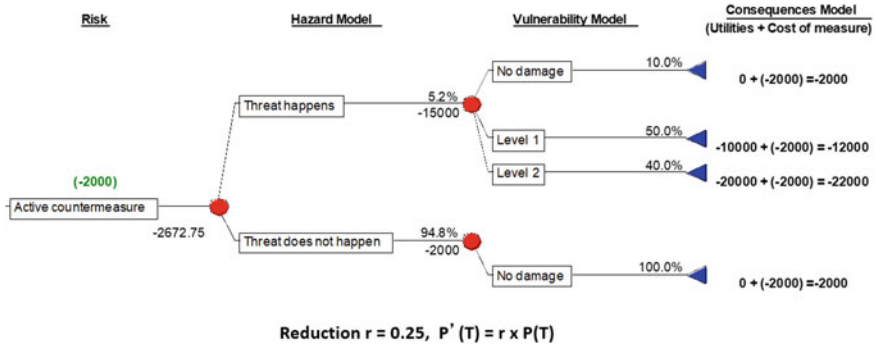 Risk
Hazard Model
Vulnerability Model
Consequences Model
(Utilities + Cost of measure)
No damage
10.0%
0 + (-2000) =-2000
Threat happens
5.2%
-15000
Level 1
50.0%
-10000 + (-2000) =-12000
Level 2
40.0%
-20000 + (-2000) =-22000
(-2000)
Active countermeasure
-2672.75
Threat does not happen
94.8%
-2000
No damage
100.0%
0 + (-2000) =-2000
Reduction r = 0.25, P' (T) = r x P(T)